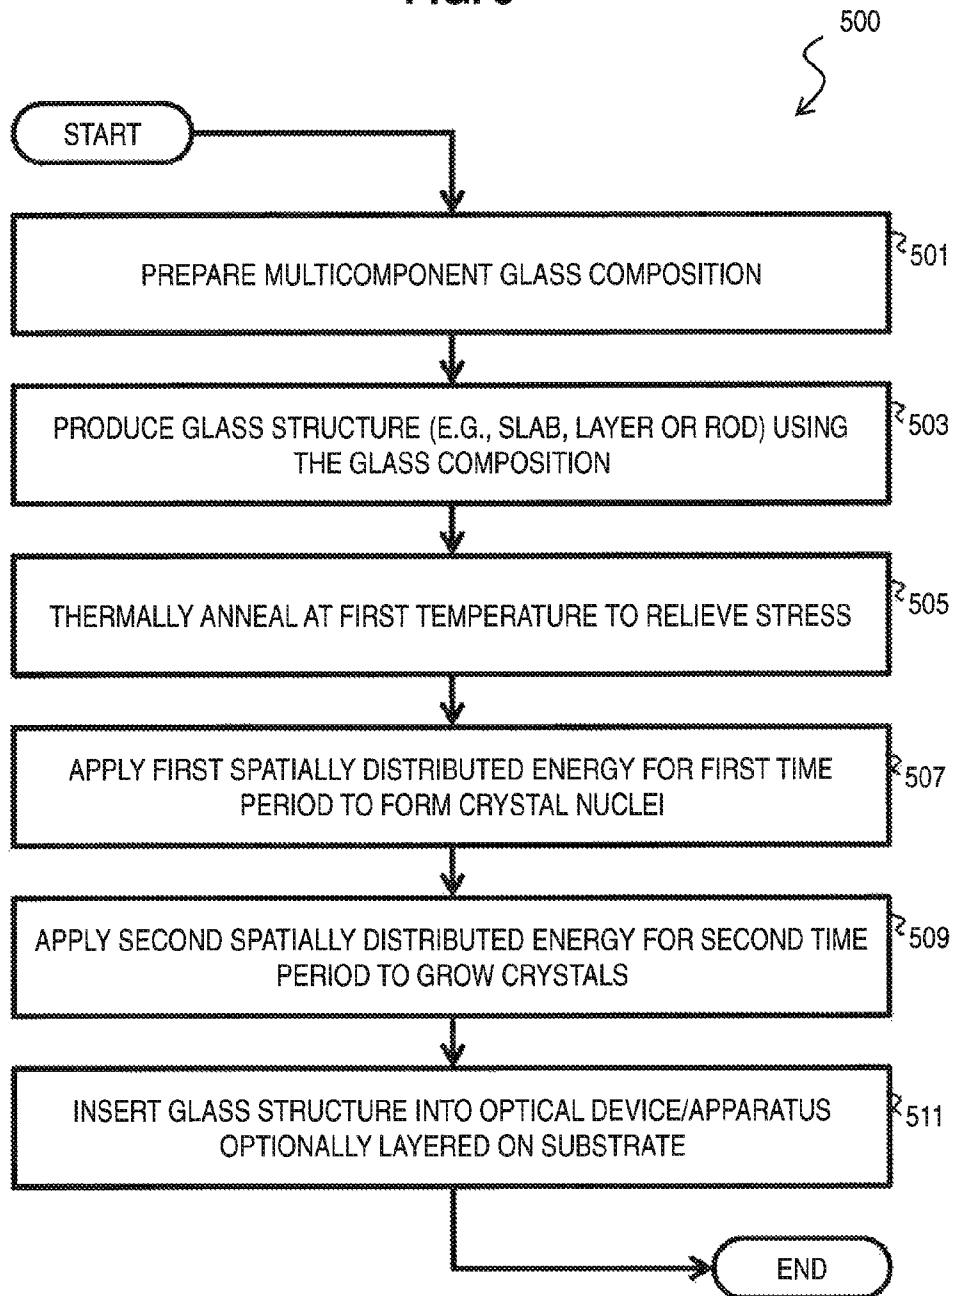 500
START
PREPARE MULTICOMPONENT GLASS COMPOSITION
501
PRODUCE GLASS STRUCTURE (E.G., SLAB, LAYER OR ROD) USING
THE GLASS COMPOSITION
503
THERMALLY ANNEAL AT FIRST TEMPERATURE TO RELIEVE STRESS
505
APPLY FIRST SPATIALLY DISTRIBUTED ENERGY FOR FIRST TIME
PERIOD TO FORM CRYSTAL NUCLEI
507
APPLY SECOND SPATIALLY DISTRIBUTED ENERGY FOR SECOND TIME
PERIOD TO GROW CRYSTALS
509
INSERT GLASS STRUCTURE INTO OPTICAL DEVICE/APPARATUS
OPTIONALLY LAYERED ON SUBSTRATE
511
END